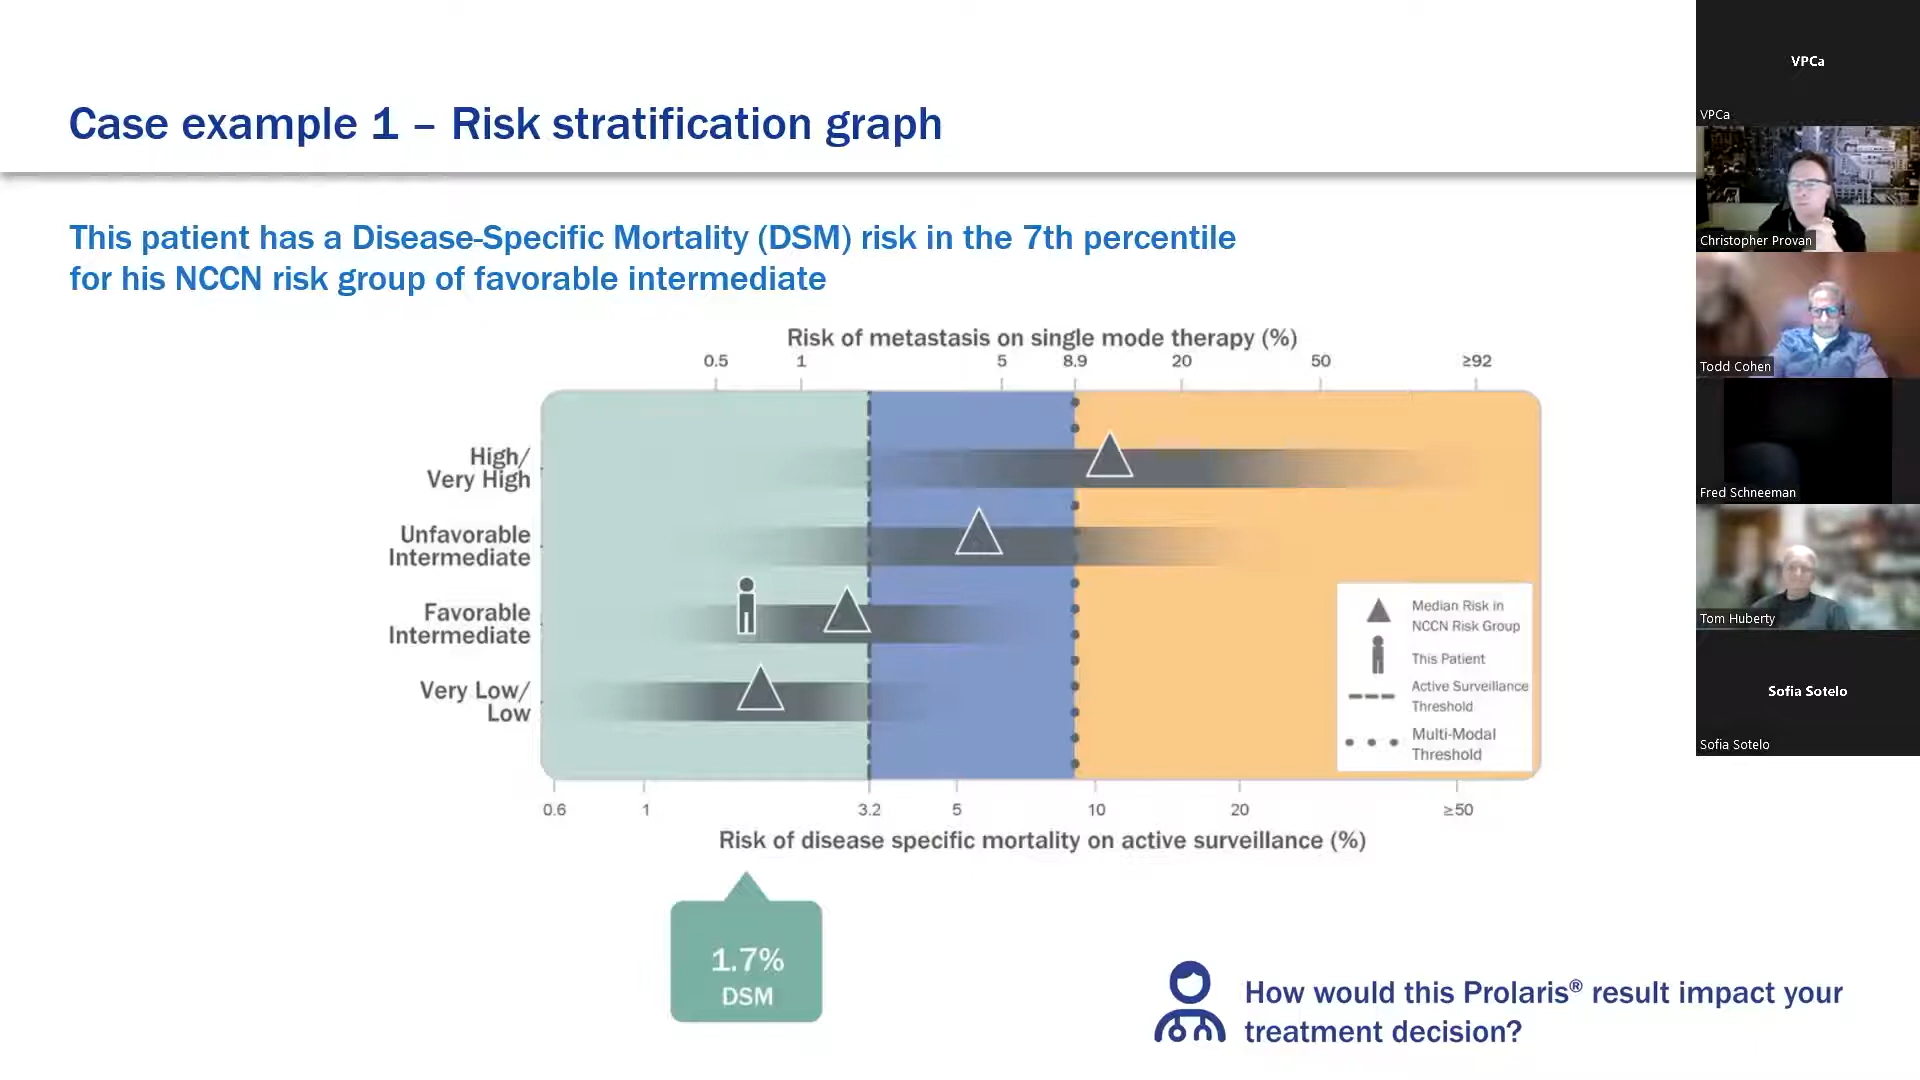 Case example 1 – Risk stratification graph
This patient has a Disease-Specific Mortality (DSM) risk in the 7th percentile
for his NCCN risk group of favorable intermediate
Risk of metastasis on single mode therapy (%)
0.5 1 5 8.9 20 50 ≥92
High/
Very High
Unfavorable
Intermediate
Favorable
Intermediate
Very Low/
Low
Median Risk in
NCCN Risk Group
This Patient
Active Surveillance
Threshold
Multi-Modal
Threshold
0.6 1 3.2 5 10 20 ≥50
Risk of disease specific mortality on active surveillance (%)
1.7%
DSM
How would this Prolaris® result impact your
treatment decision?
VPCa
VPCa
Christopher Provan
Todd Cohen
Fred Schneeman
Tom Huberty
Sofia Sotelo
Sofia Sotelo